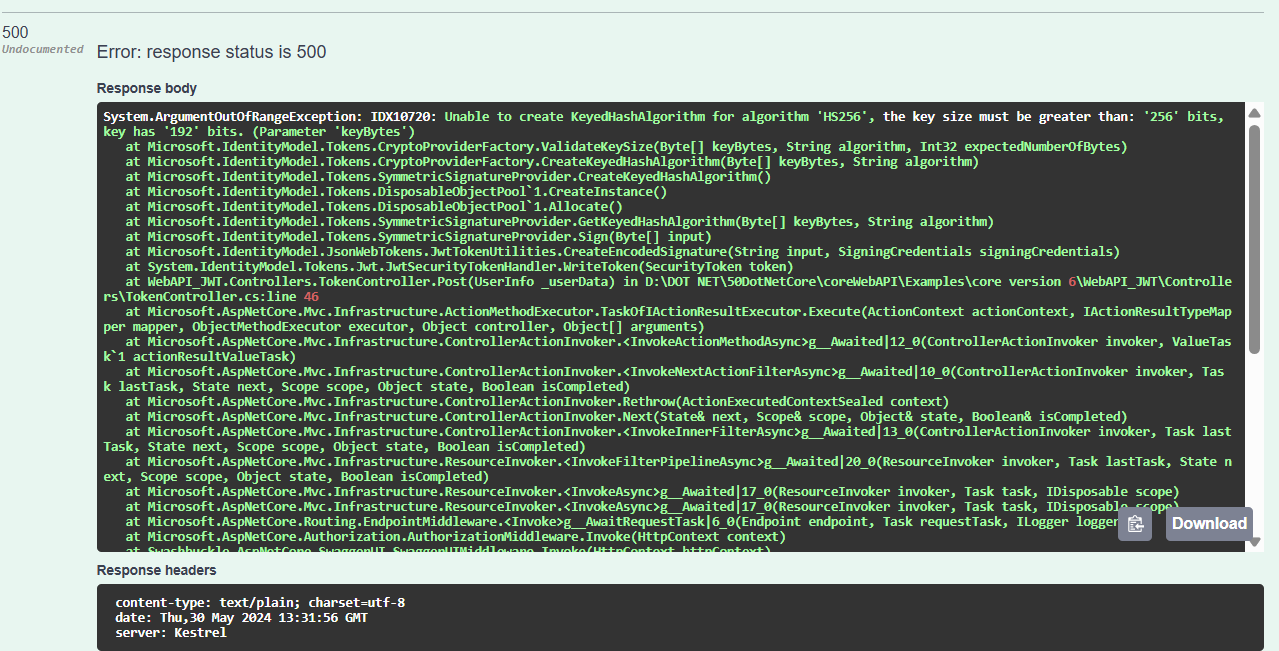 500
Undocumented
Error: response status is 500
Response body
System.ArgumentOutOfRangeException: IDX10720: Unable to create KeyedHashAlgorithm for algorithm 'HS256', the key size must be greater than: '256' bits,
key has '192' bits. (Parameter 'keyBytes')
at Microsoft.IdentityModel.Tokens.CryptoProviderFactory.ValidateKeySize(Byte[] keyBytes, String algorithm, Int32 expectedNumberOfBytes)
at Microsoft.IdentityModel.Tokens.CryptoProviderFactory.CreateKeyedHashAlgorithm(Byte[] keyBytes, String algorithm)
at Microsoft.IdentityModel.Tokens.SymmetricSignatureProvider.CreateKeyedHashAlgorithm()
at Microsoft.IdentityModel.Tokens.DisposableObjectPool`1.CreateInstance()
at Microsoft.IdentityModel.Tokens.DisposableObjectPool`1.Allocate()
at Microsoft.IdentityModel.Tokens.SymmetricSignatureProvider.GetKeyedHashAlgorithm(Byte[] keyBytes, String algorithm)
at Microsoft.IdentityModel.Tokens.SymmetricSignatureProvider.Sign(Byte[] input)
at Microsoft.IdentityModel.JsonWebTokens.JwtTokenUtilities.CreateEncodedSignature(String input, SigningCredentials signingCredentials)
at System.IdentityModel.Tokens.Jwt.JwtSecurityTokenHandler.WriteToken(SecurityToken token)
at WebAPI_JWT.Controllers.TokenController.Post(UserInfo _userData) in D:\DOT NET\50DotNetCore\coreWebAPI\Examples\core version 6\WebAPI_JWT\Controlle
rs\TokenController.cs:line 46
at Microsoft.AspNetCore.Mvc.Infrastructure.ActionMethodExecutor.TaskOfIActionResultExecutor.Execute(ActionContext actionContext, IActionResultTypeMap
per mapper, ObjectMethodExecutor executor, Object controller, Object[] arguments)
at Microsoft.AspNetCore.Mvc.Infrastructure.ControllerActionInvoker.<InvokeActionMethodAsync>g__Awaited|12_0(ControllerActionInvoker invoker, ValueTas
k`1 actionResultValueTask)
at Microsoft.AspNetCore.Mvc.Infrastructure.ControllerActionInvoker.<InvokeNextActionFilterAsync>g__Awaited|10_0(ControllerActionInvoker invoker, Tas
k lastTask, State next, Scope scope, Object state, Boolean isCompleted)
at Microsoft.AspNetCore.Mvc.Infrastructure.ControllerActionInvoker.Rethrow(ActionExecutedContextSealed context)
at Microsoft.AspNetCore.Mvc.Infrastructure.ControllerActionInvoker.Next(State& next, Scope& scope, Object& state, Boolean& isCompleted)
at Microsoft.AspNetCore.Mvc.Infrastructure.ControllerActionInvoker.<InvokeInnerFilterAsync>g__Awaited|13_0(ControllerActionInvoker invoker, Task last
Task, State next, Scope scope, Object state, Boolean isCompleted)
at Microsoft.AspNetCore.Mvc.Infrastructure.ResourceInvoker.<InvokeFilterPipelineAsync>g__Awaited|20_0(ResourceInvoker invoker, Task lastTask, State n
ext, Scope scope, Object state, Boolean isCompleted)
at Microsoft.AspNetCore.Mvc.Infrastructure.ResourceInvoker.<InvokeAsync>g__Awaited|17_0(ResourceInvoker invoker, Task task, IDisposable scope)
at Microsoft.AspNetCore.Mvc.Infrastructure.ResourceInvoker.<InvokeAsync>g__Awaited|17_0(ResourceInvoker invoker, Task task, IDisposable scope)
at Microsoft.AspNetCore.Routing.EndpointMiddleware.<Invoke>g__AwaitRequestTask|6_0(Endpoint endpoint, Task requestTask, ILogger logger
at Microsoft.AspNetCore.Authorization.AuthorizationMiddleware.Invoke(HttpContext context)
at Swashbuckle.AspNetCore.SwaggerUI.SwaggerUIMiddleware.Invoke(HttpContext httpContext)
Download
Response headers
content-type: text/plain; charset=utf-8
date: Thu,30 May 2024 13:31:56 GMT
server: Kestrel